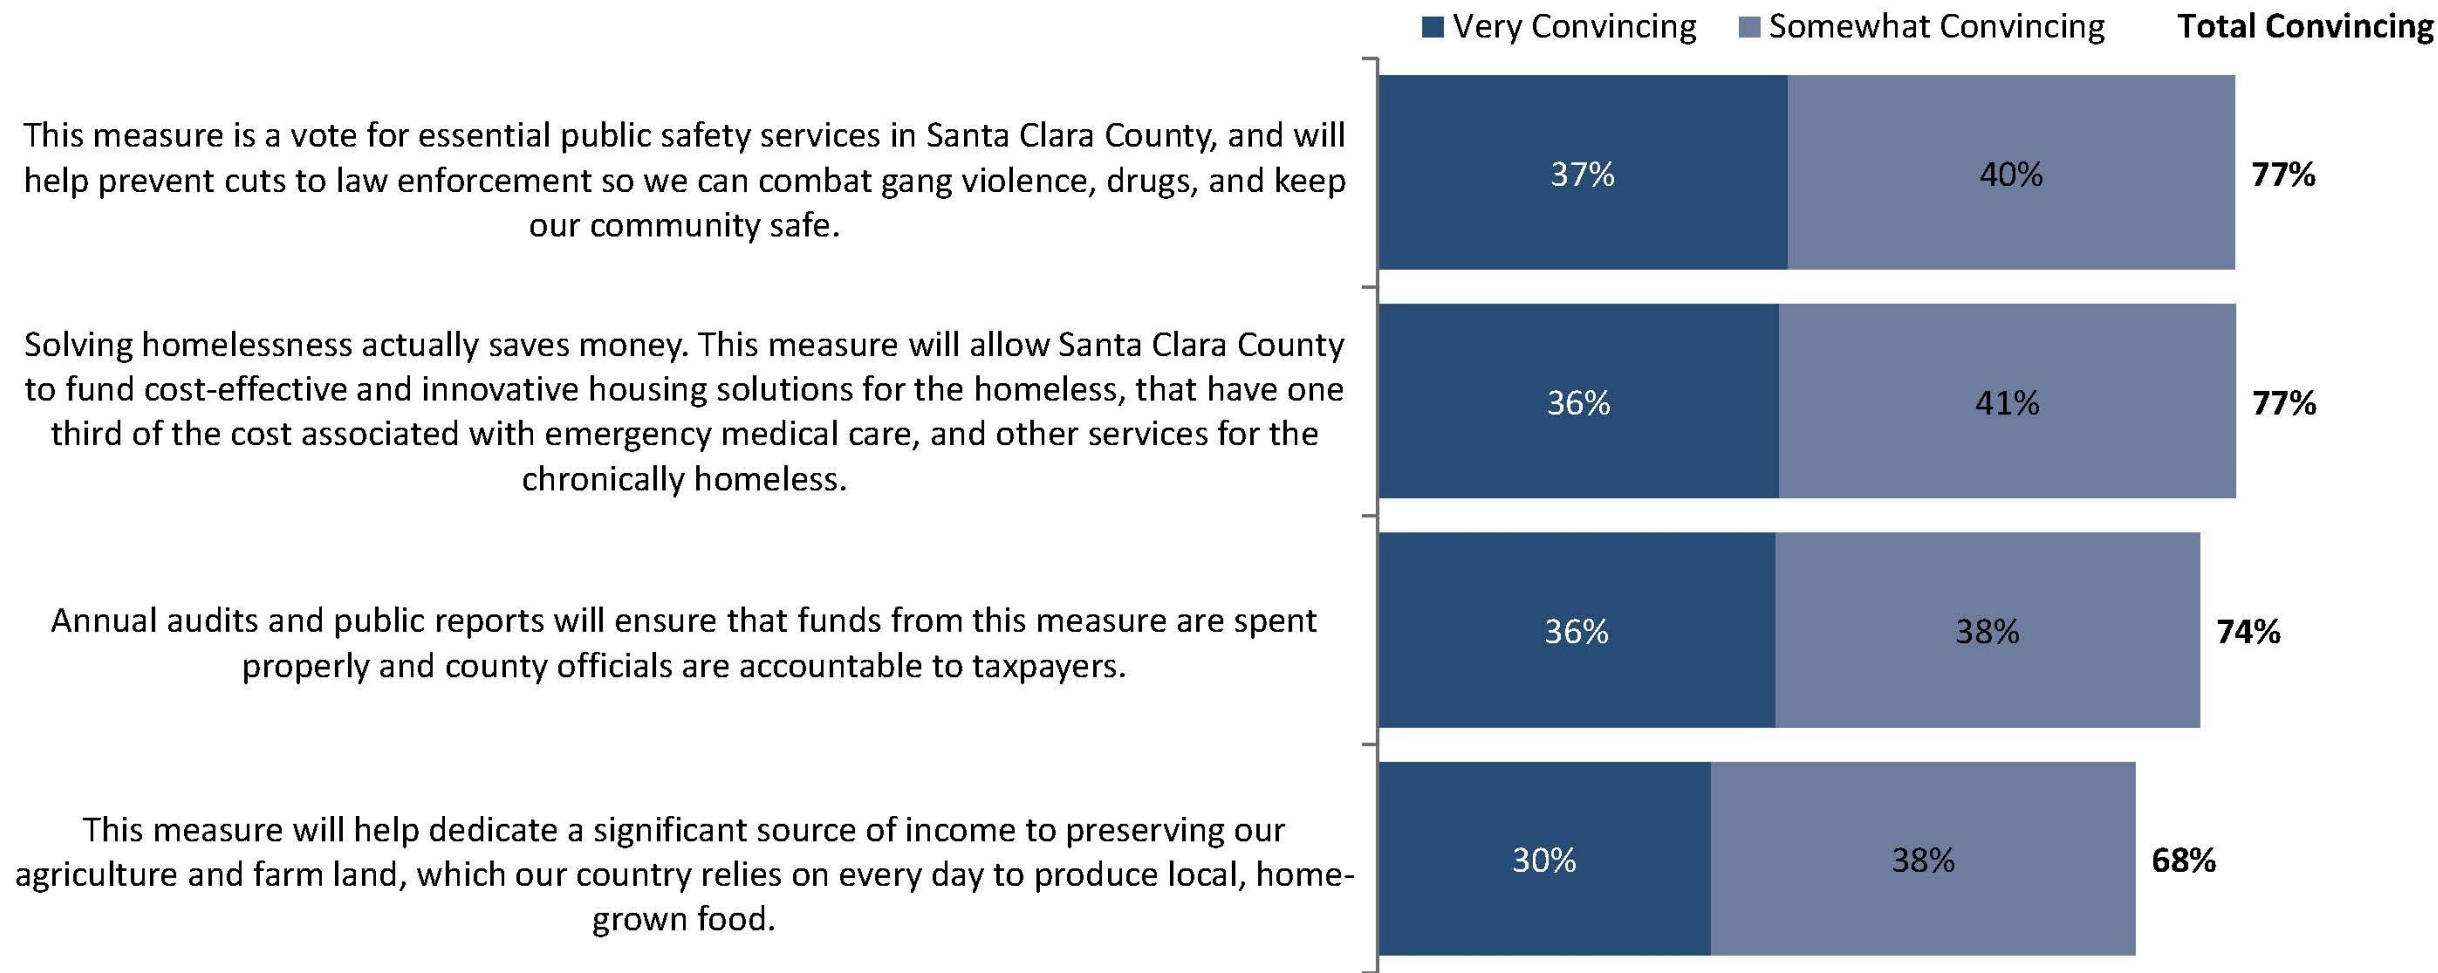 Very Convincing Somewhat Convincing Total Convincing
This measure is a vote for essential public safety services in Santa Clara County, and will
help prevent cuts to law enforcement so we can combat gang violence, drugs, and keep
our community safe.
37% 40% 77%
Solving homelessness actually saves money. This measure will allow Santa Clara County
to fund cost-effective and innovative housing solutions for the homeless, that have one
third of the cost associated with emergency medical care, and other services for the
chronically homeless.
36% 41% 77%
Annual audits and public reports will ensure that funds from this measure are spent
properly and county officials are accountable to taxpayers.
36% 38% 74%
This measure will help dedicate a significant source of income to preserving our
agriculture and farm land, which our country relies on every day to produce local, home-
grown food.
30% 38% 68%